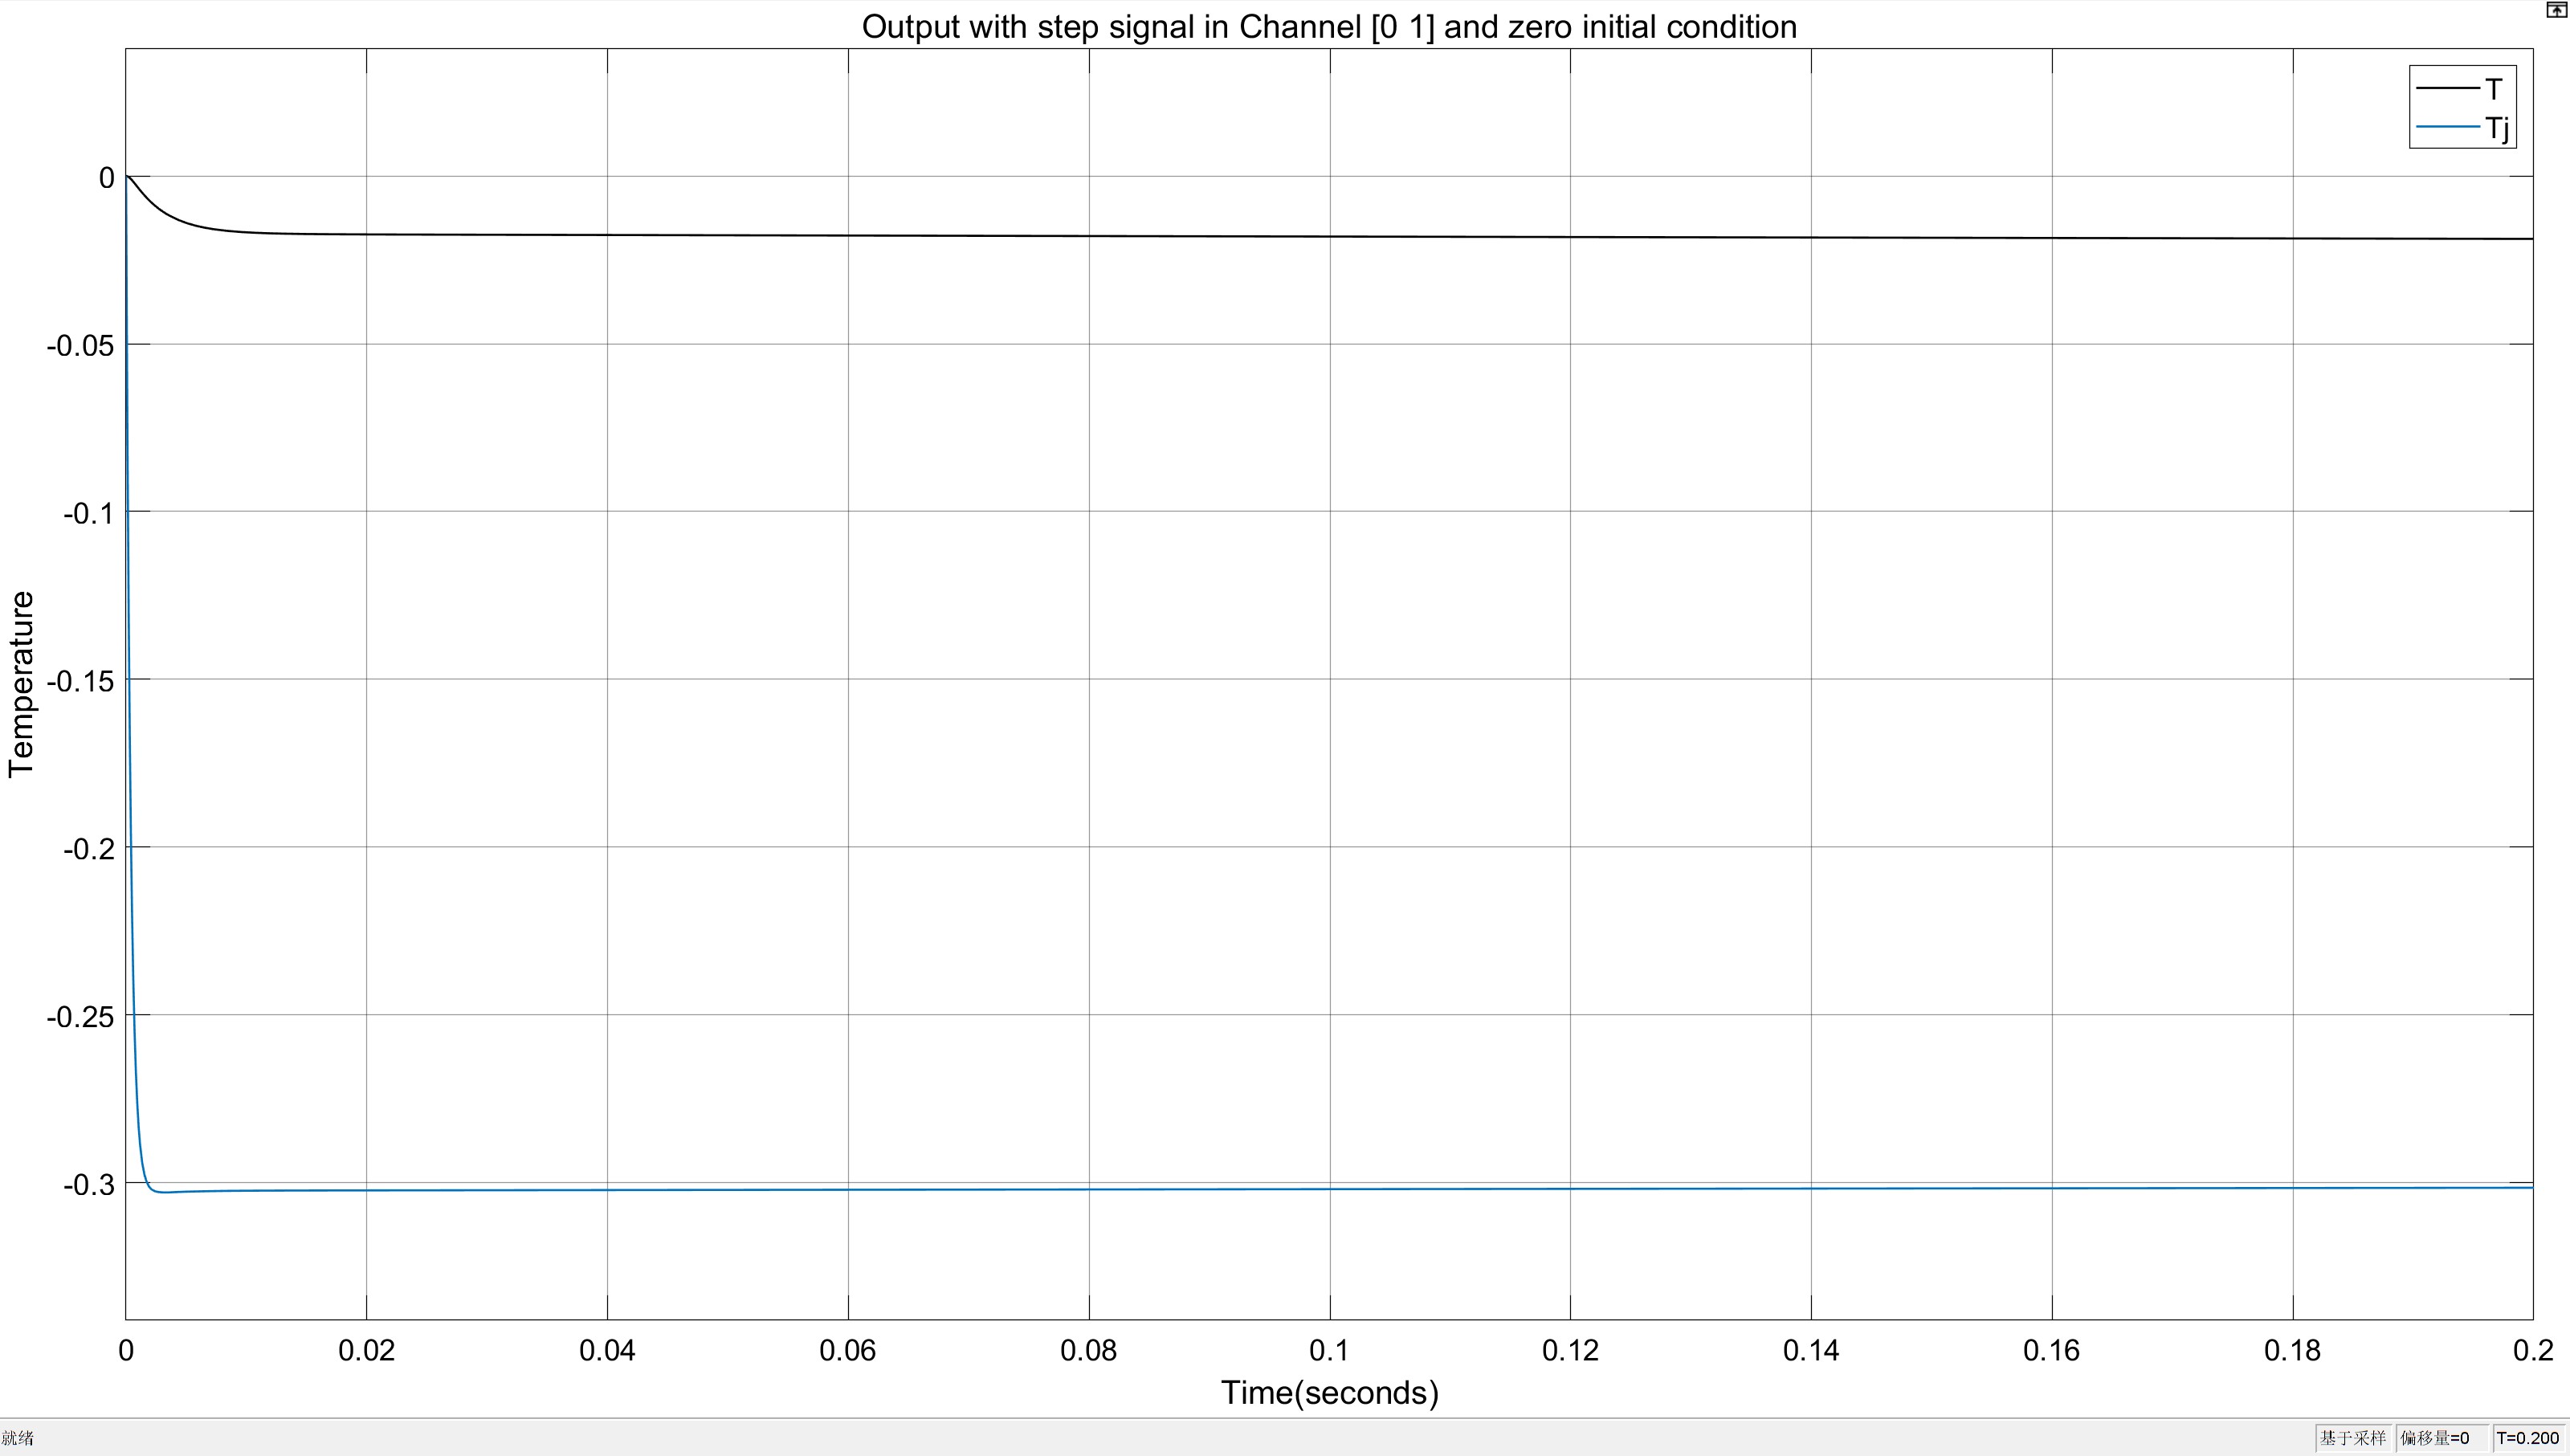 Output with step signal in Channel [0 1] and zero initial condition
T
Tj
0
-0.05
-0.1
-0.15
-0.2
-0.25
-0.3
Temperature
0 0.02 0.04 0.06 0.08 0.1 0.12 0.14 0.16 0.18 0.2
Time(seconds)
就绪 基于采样 偏移量=0 T=0.200